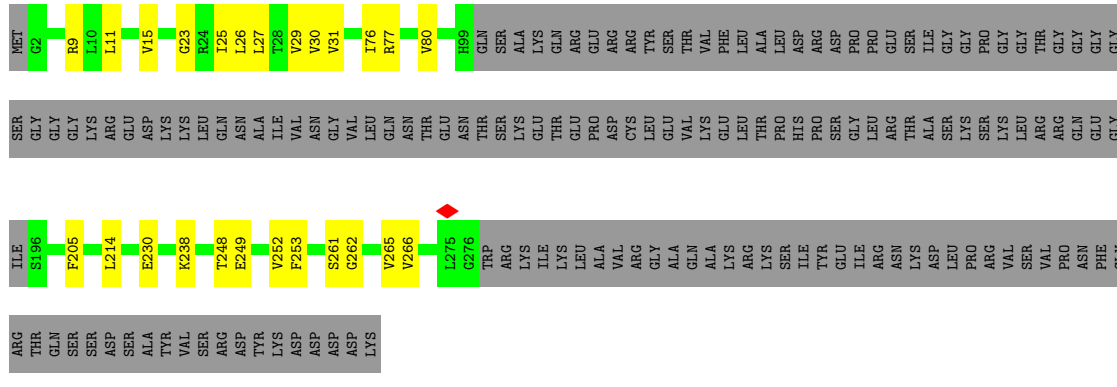 MET G2 R9 L10 L11 V15 G23 R24 I25 L26 L27 T28 V29 V30 V31 I76 R77 V80 H99 GLN SER ALA LYS GLN ARG GLU ARG ARG TYR SER THR VAL PHE LEU ALA LEU ASP ARG ASP PRO PRO GLU SER ILE GLY GLY PRO GLY GLY THR GLY GLY GLY GLY
SER GLY GLY GLY LYS ARG GLU ASP LYS LYS LEU GLN ASN ALA ILE VAL ASN GLY VAL LEU GLN ASN THR GLU ASN THR SER LYS GLU THR GLU PRO ASP CYS LEU GLU VAL LYS GLU LEU THR PRO HIS PRO SER GLY LEU ARG THR ALA SER LYS SER LYS LEU ARG ARG GLN GLU GLY
ILE S196 F205 L214 E230 K238 T248 E249 V252 F253 S261 G262 V265 V266 L275 G276 TRP ARG LYS ILE LYS LEU ALA VAL ARG GLY ALA GLN ALA LYS ARG LYS SER ILE TYR GLU ILE ARG ASN LYS ASP LEU PRO ARG VAL SER VAL PRO ASN PHE
ARG THR GLN SER SER ASP SER ALA TYR VAL SER ARG ASP TYR LYS ASP ASP ASP ASP LYS